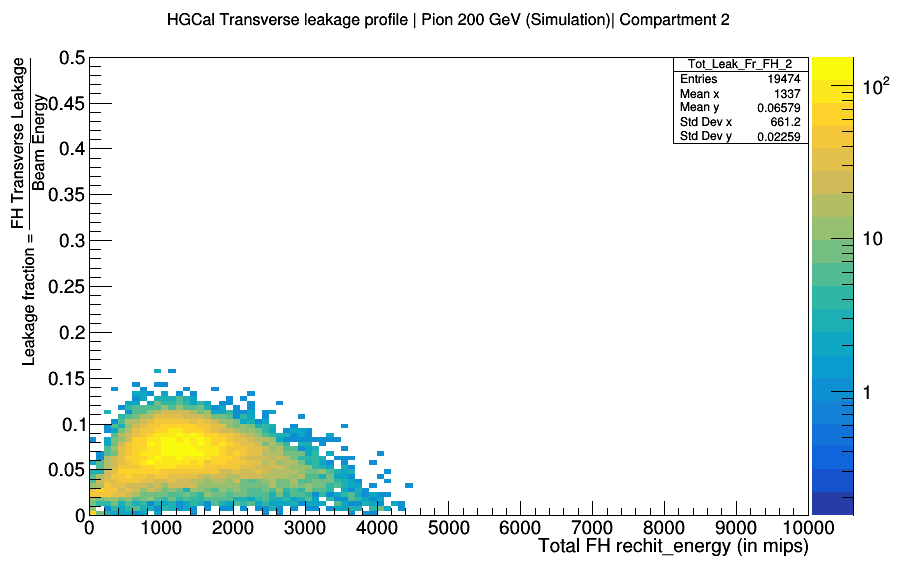 HGCal Transverse leakage profile | Pion 200 GeV (Simulation)| Compartment 2
Leakage fraction = FH Transverse Leakage
Beam Energy
0.5
0.45
0.4
0.35
0.3
0.25
0.2
0.15
0.1
0.05
0
Tot_Leak_Fr_FH_2
Entries 19474
Mean x 1337
Mean y 0.06579
Std Dev x 661.2
Std Dev y 0.02259
10²
10
1
0 1000 2000 3000 4000 5000 6000 7000 8000 9000 10000
Total FH rechit_energy (in mips)